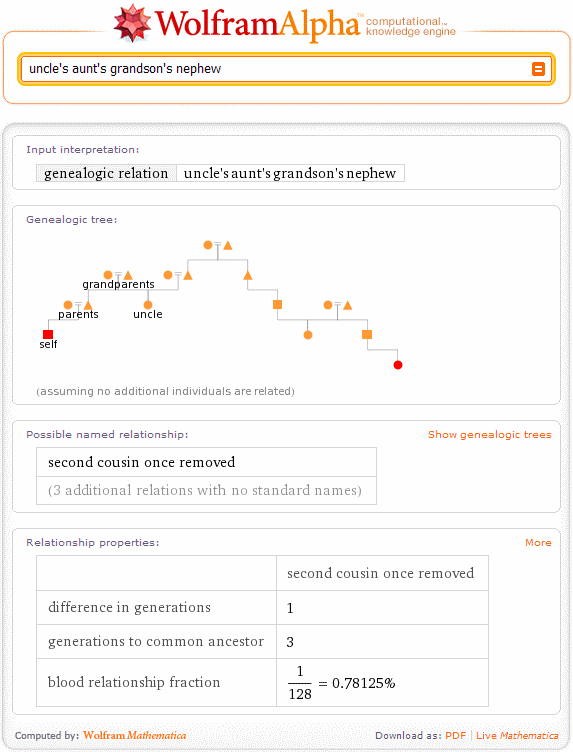 WolframAlpha™ computational™
knowledge engine
uncle's aunt's grandson's nephew
Input interpretation:
genealogic relation uncle's aunt's grandson's nephew
Genealogic tree:
grandparents
parents uncle
self
(assuming no additional individuals are related)
Possible named relationship: Show genealogic trees
second cousin once removed
(3 additional relations with no standard names)
Relationship properties: More
second cousin once removed
difference in generations 1
generations to common ancestor 3
blood relationship fraction 1/128 = 0.78125%
Computed by: Wolfram Mathematica Download as: PDF | Live Mathematica